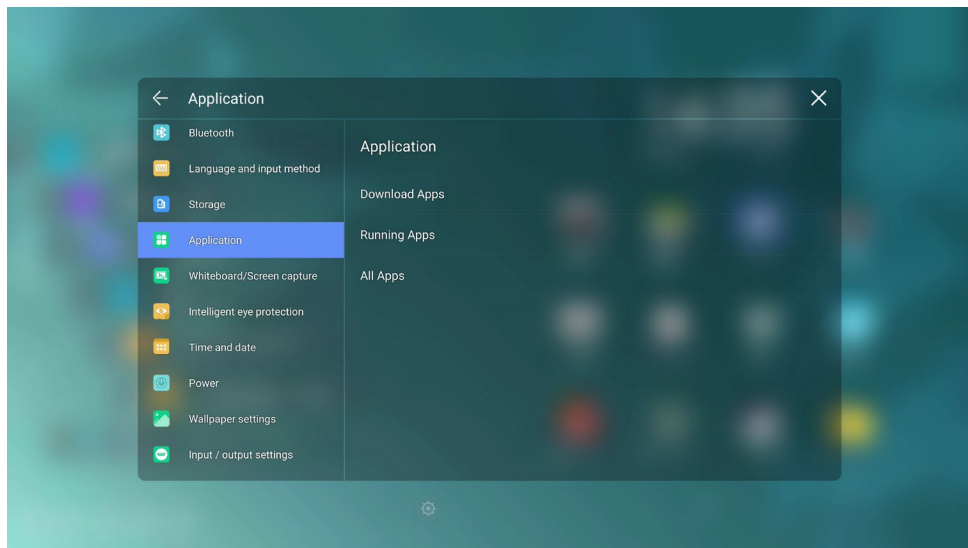 Application
Bluetooth
Language and input method
Storage
Application
Whiteboard/Screen capture
Intelligent eye protection
Time and date
Power
Wallpaper settings
Input / output settings
Application
Download Apps
Running Apps
All Apps